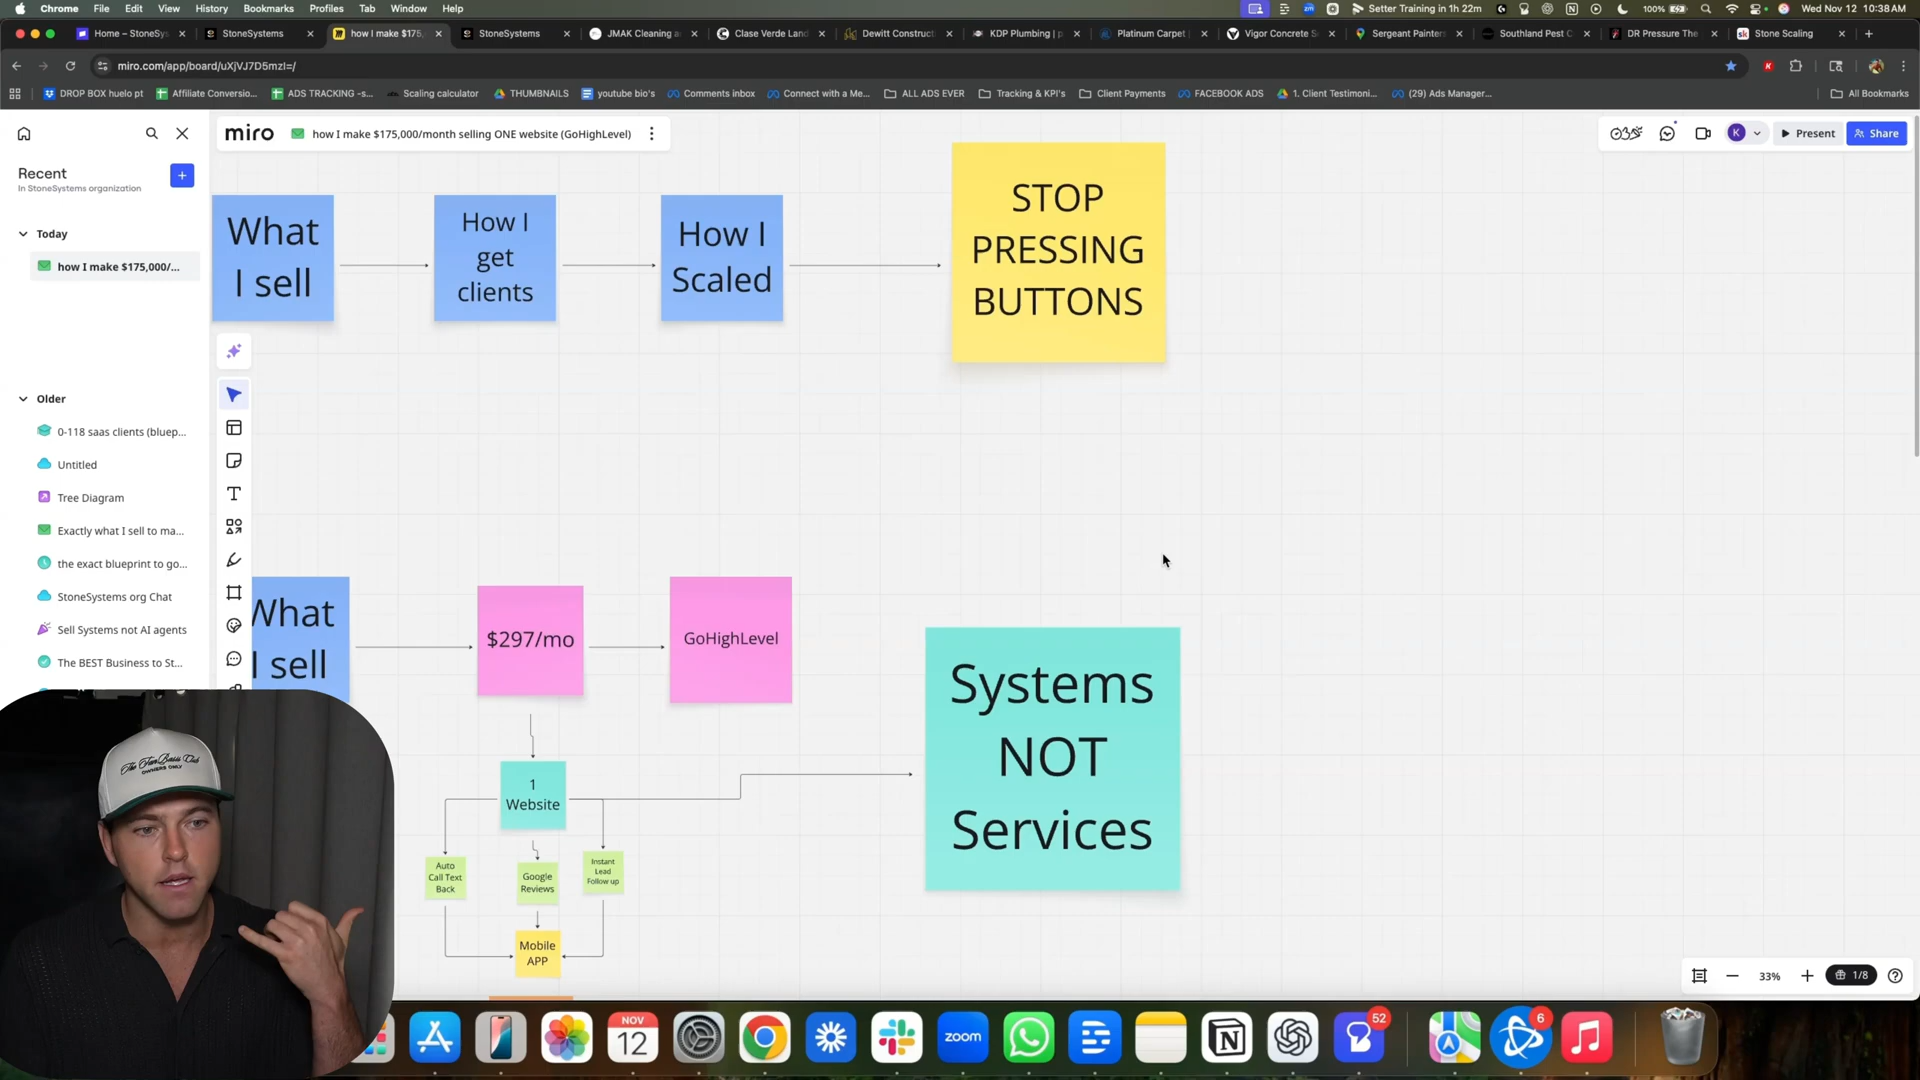 Chrome File Edit View History Bookmarks Profiles Tab Window Help
Setter Training in 1h 22m 100% Wed Nov 12 10:38 AM
Home – StoneSy StoneSystems how I make $175, StoneSystems JMAK Cleaning a Clase Verde Land Dewitt Construct KDP Plumbing | p Platinum Carpet Vigor Concrete S Sergeant Painters Southland Pest C DR Pressure The Stone Scaling
miro.com/app/board/uXjVJ7D5mzI=/
DROP BOX huelo pt Affiliate Conversio... ADS TRACKING -s... Scaling calculator THUMBNAILS youtube bio's Comments inbox Connect with a Me... ALL ADS EVER Tracking & KPI's Client Payments FACEBOOK ADS 1. Client Testimoni... (29) Ads Manager... All Bookmarks
miro how I make $175,000/month selling ONE website (GoHighLevel)
K Present Share
Recent
In StoneSystems organization
Today
how I make $175,000/...
Older
0-118 saas clients (bluep...
Untitled
Tree Diagram
Exactly what I sell to ma...
the exact blueprint to go...
StoneSystems org Chat
Sell Systems not AI agents
The BEST Business to St...
What
I sell
How I
get
clients
How I
Scaled
STOP
PRESSING
BUTTONS
What
I sell
$297/mo
GoHighLevel
1
Website
Auto
Call Text
Back
Google
Reviews
Instant
Lead
Follow up
Mobile
APP
Systems
NOT
Services
33% 1/8
The Tan Basis Club
OWNERS ONLY
NOV
12
zoom
52
6